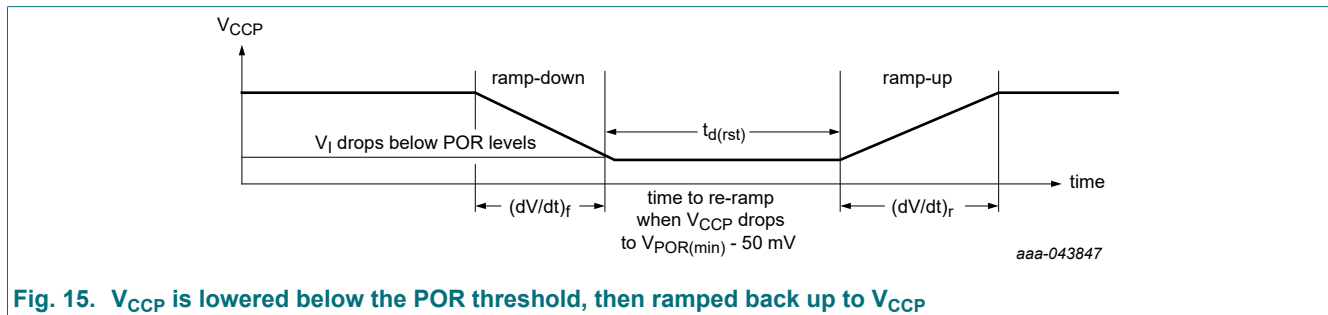 VCCP
ramp-down
ramp-up
td(rst)
VI drops below POR levels
time
(dV/dt)f
time to re-ramp
when VCCP drops
to VPOR(min) - 50 mV
(dV/dt)r
aaa-043847
Fig. 15. VCCP is lowered below the POR threshold, then ramped back up to VCCP